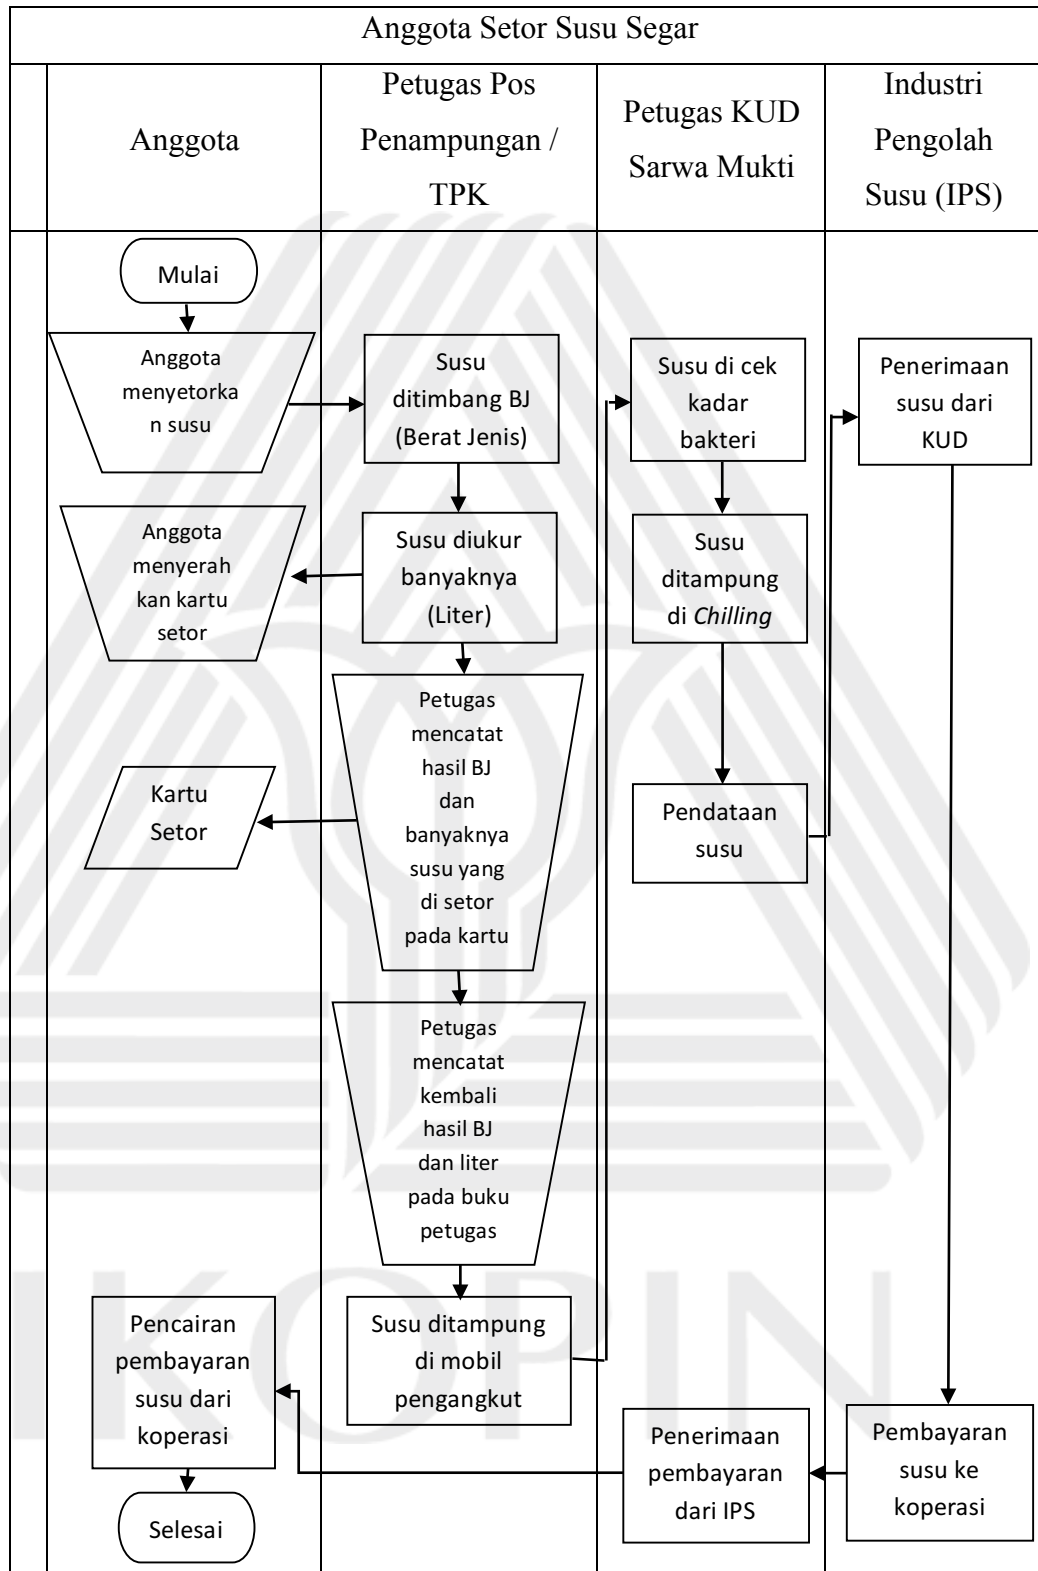 Anggota Setor Susu Segar
Anggota
Petugas Pos
Penampungan /
TPK
Petugas KUD
Sarwa Mukti
Industri
Pengolah
Susu (IPS)
Mulai
Anggota
menyetorka
n susu
Susu
ditimbang BJ
(Berat Jenis)
Susu di cek
kadar
bakteri
Penerimaan
susu dari
KUD
Anggota
menyerah
kan kartu
setor
Susu diukur
banyaknya
(Liter)
Susu
ditampung
di Chilling
Petugas
mencatat
hasil BJ
dan
banyaknya
susu yang
di setor
pada kartu
Kartu
Setor
Pendataan
susu
Petugas
mencatat
kembali
hasil BJ
dan liter
pada buku
petugas
Pencairan
pembayaran
susu dari
koperasi
Susu ditampung
di mobil
pengangkut
Penerimaan
pembayaran
dari IPS
Pembayaran
susu ke
koperasi
Selesai
IKOPIN